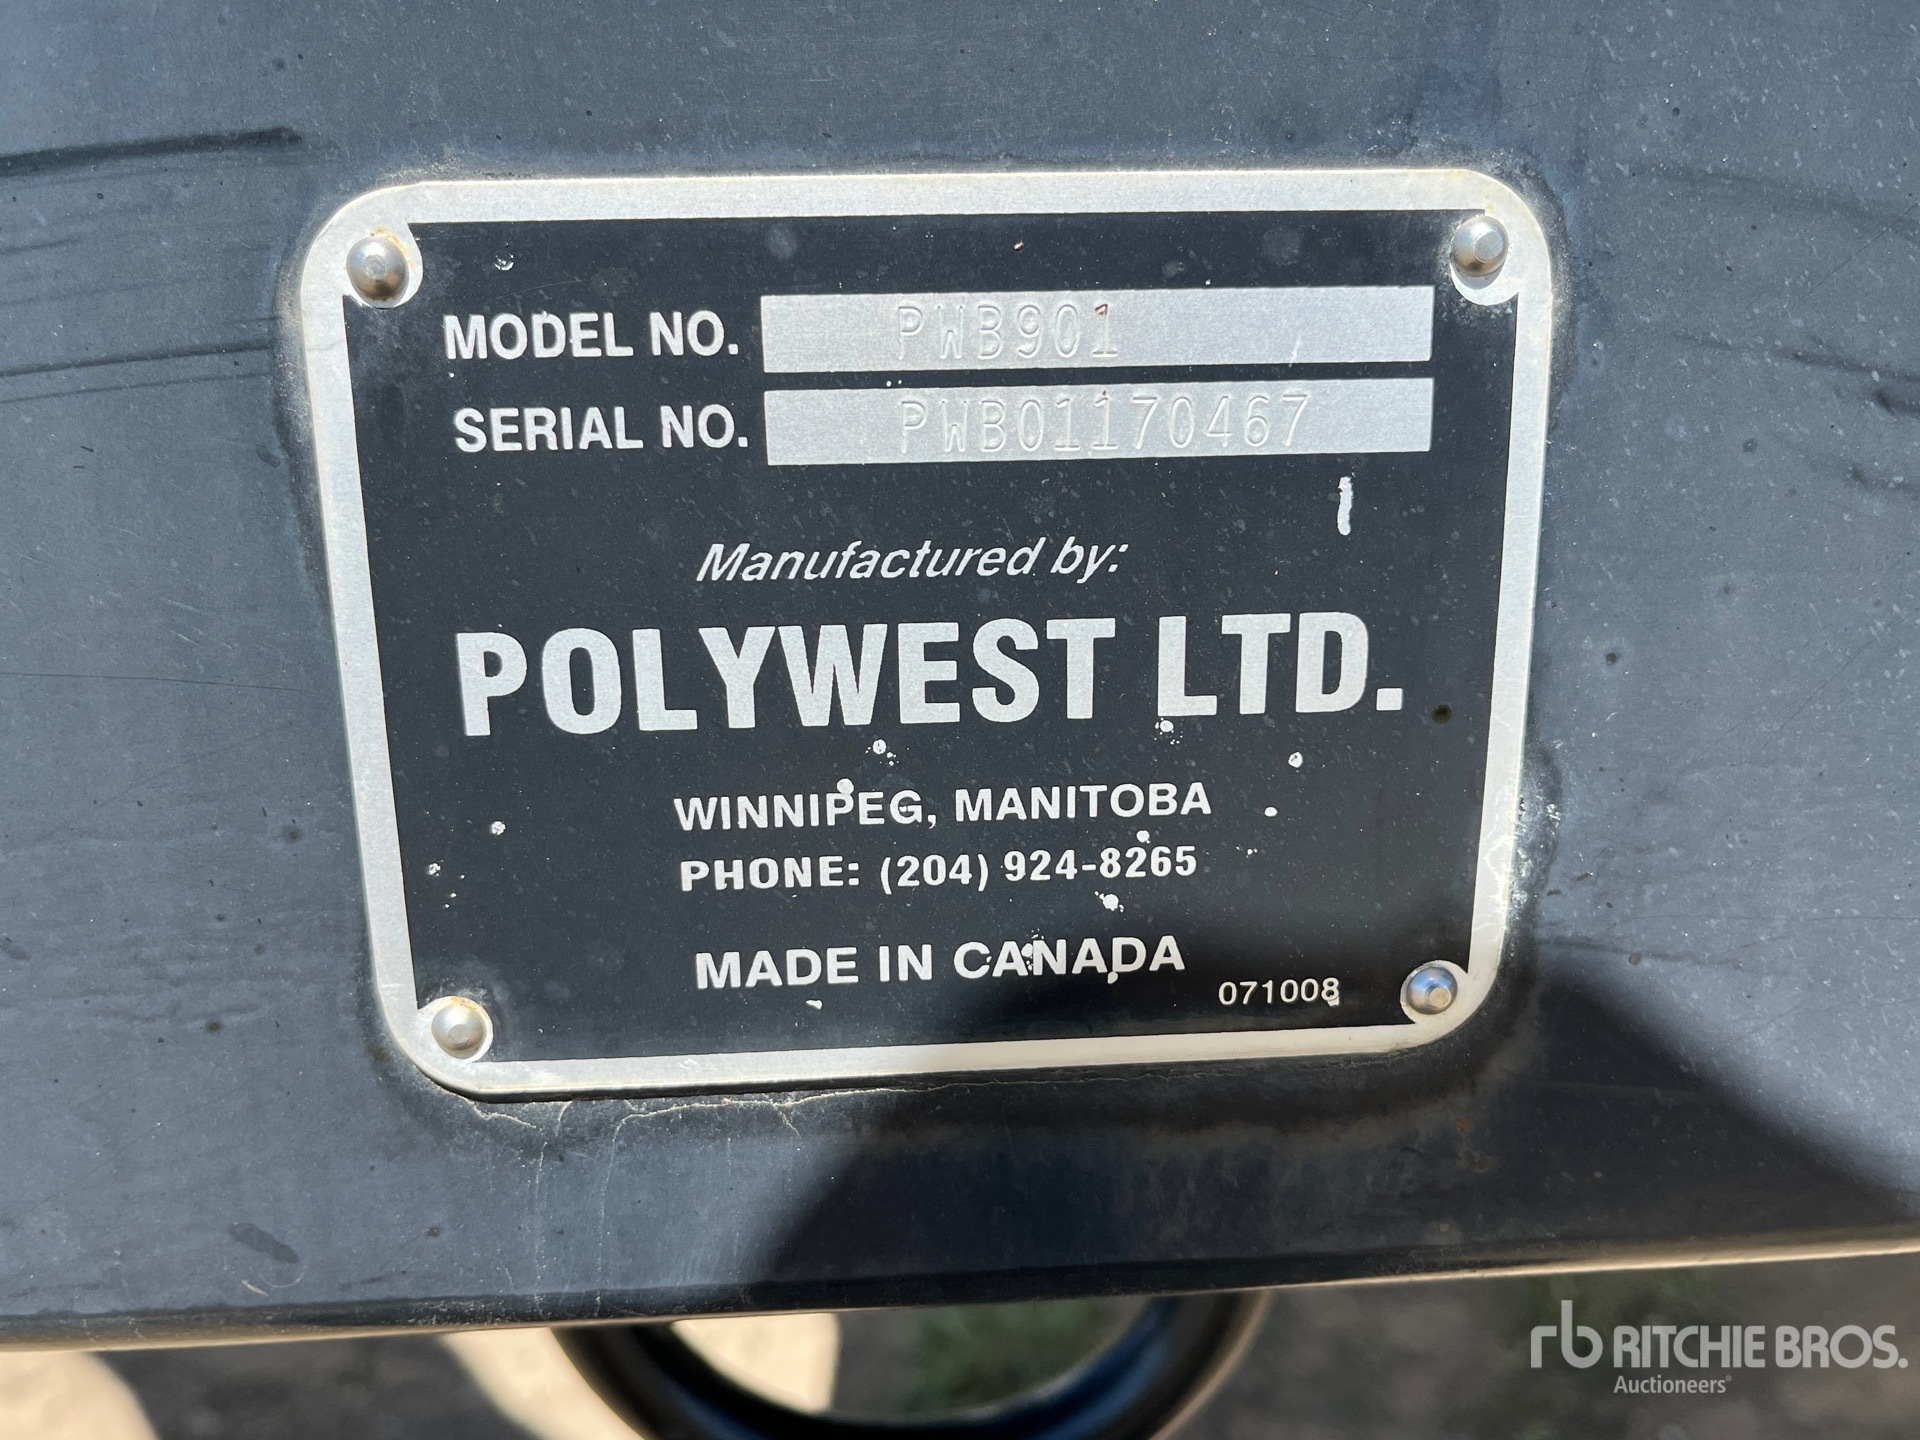 MODEL NO. PWB901
SERIAL NO. PWB01170467
Manufactured by:
POLYWEST LTD.
WINNIPEG, MANITOBA
PHONE: (204) 924-8265
MADE IN CANADA
071008
rb RITCHIE BROS.
Auctioneers